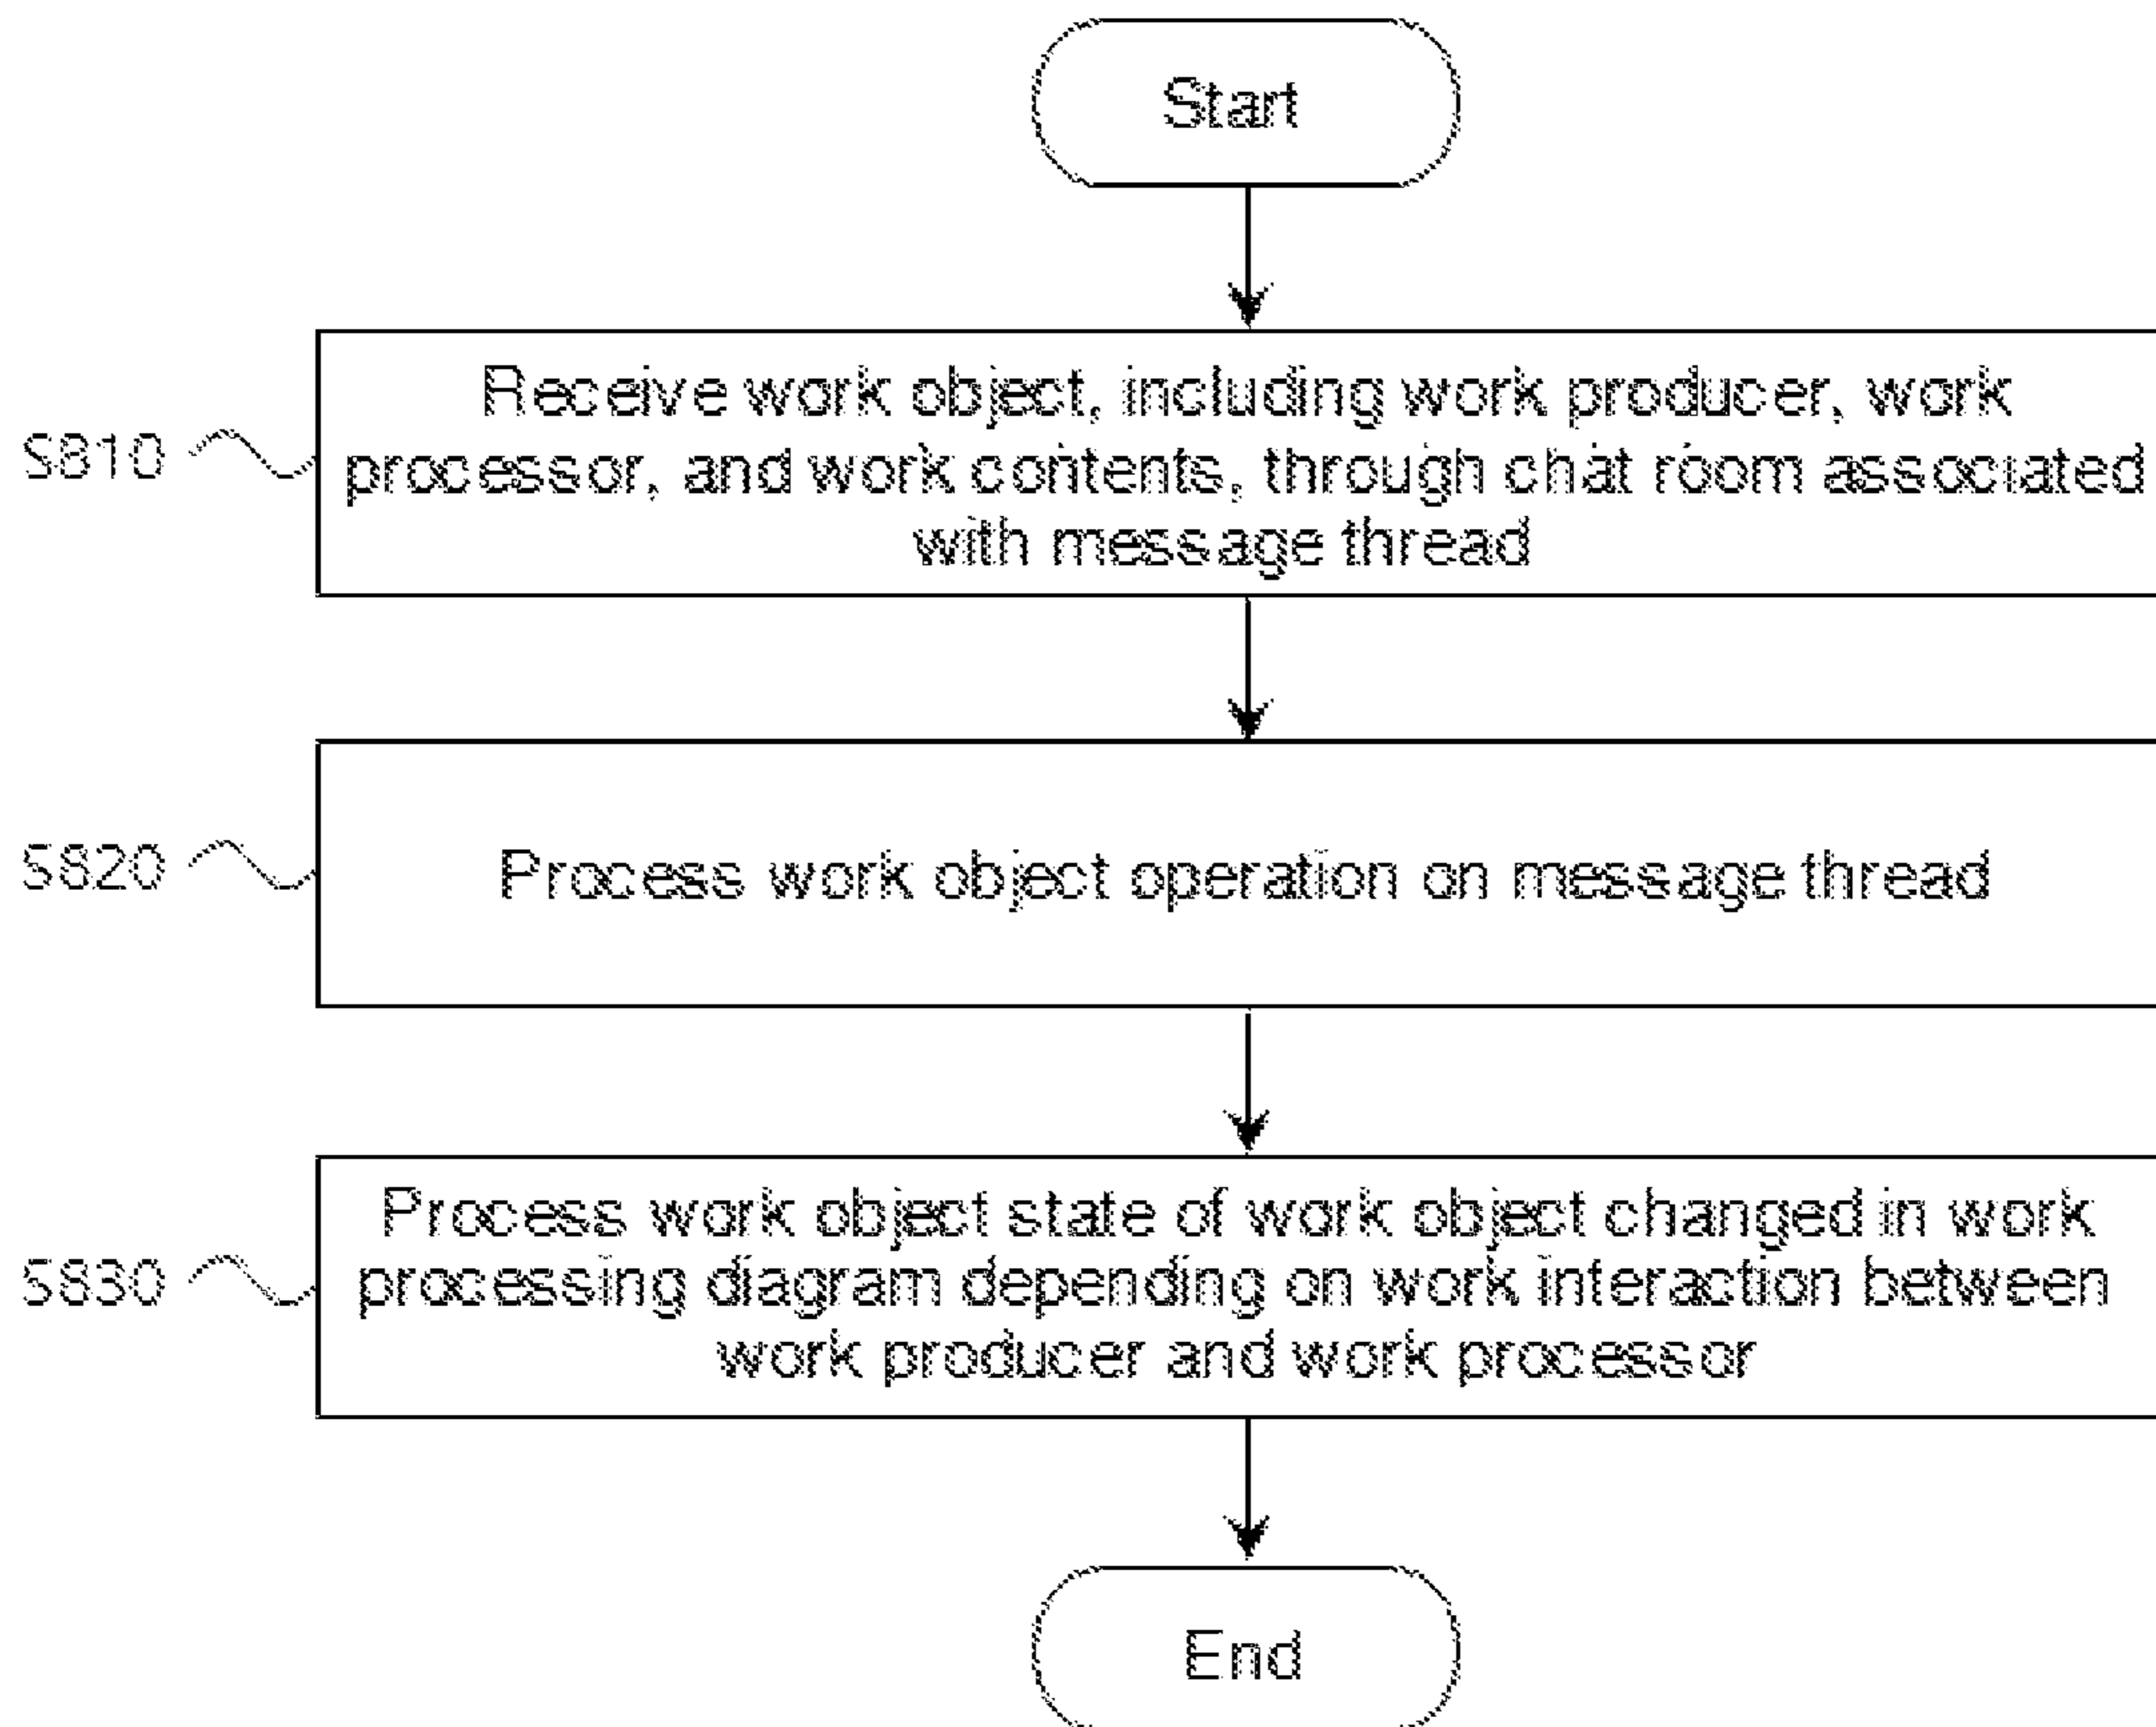 Start
Receive work object, including work producer, work
S810
processor, and work contents, through chat room associated
with message thread
S820
Process work object operation on message thread
Process work object state of work object changed in work
S830
processing diagram depending on work interaction between
work producer and work processor
End